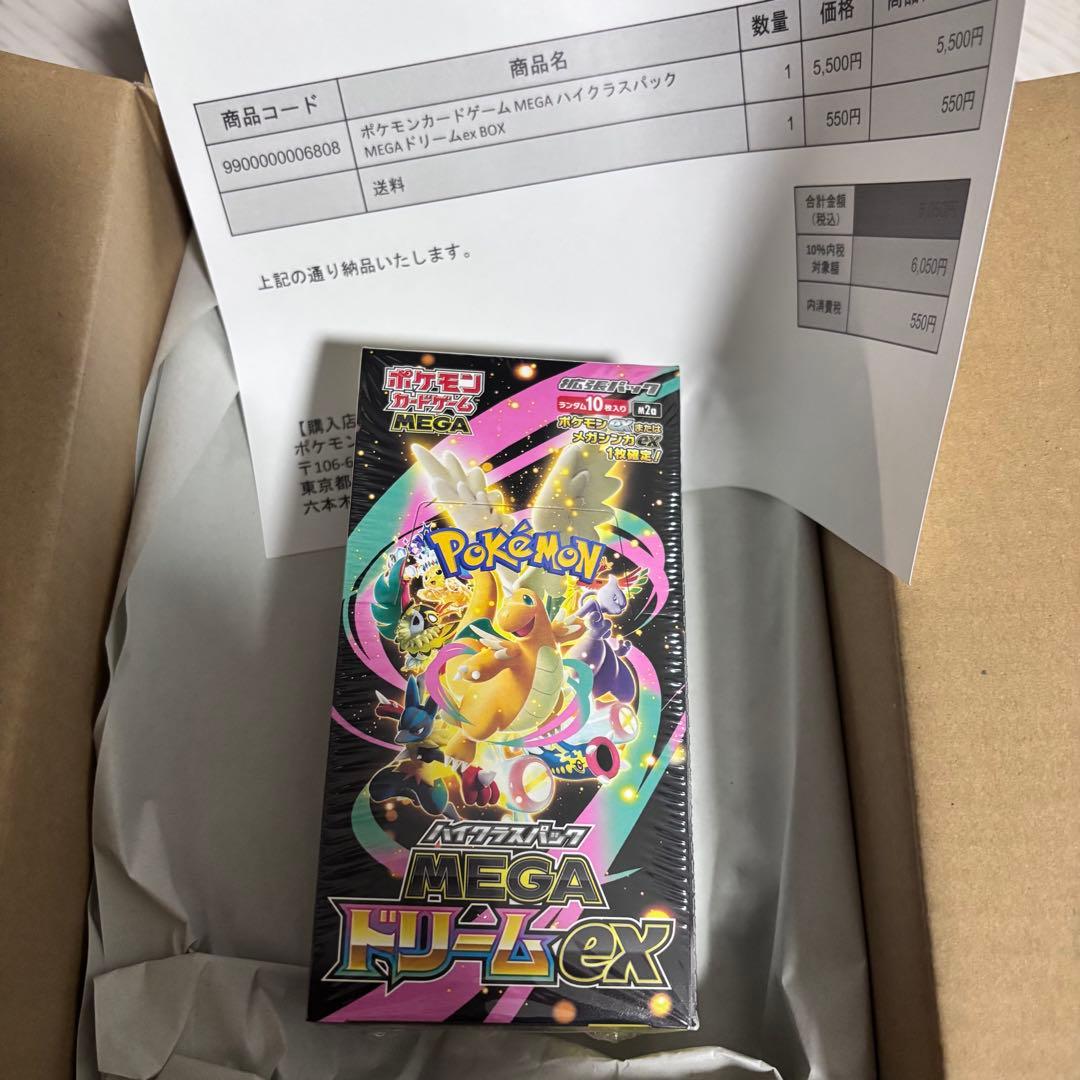 数量
価格
商品コード
商品名
1
5,500円
5,500円
9900000006808
ポケモンカードゲーム MEGA ハイクラスパック
MEGAドリームex BOX
1
550円
550円
送料
合計金額
(税込)
10%内税
対象額
6,050円
内消費税
550円
上記の通り納品いたします。
【購入店
ポケモン
〒106-6
東京都
六本木
ポケモン
カードゲーム
MEGA
拡張パック
ランダム10枚入り
m2a
ポケモンexまたは
メガシンカex
1枚確定!
POKÉMON
ハイクラスパック
MEGA
ドリームex